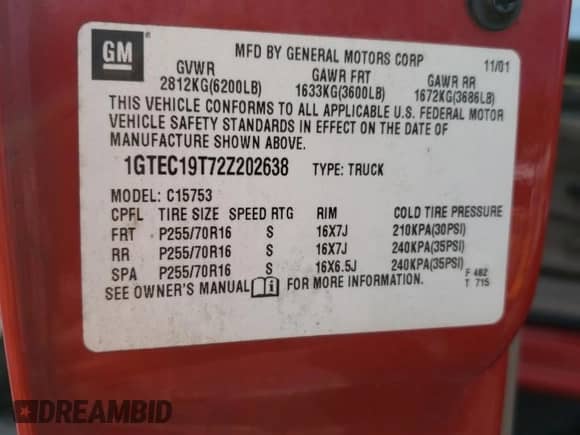 GM
MFD BY GENERAL MOTORS CORP 11/01
GVWR GAWR FRT GAWR RR
2812KG(6200LB) 1633KG(3600LB) 1672KG(3686LB)
THIS VEHICLE CONFORMS TO ALL APPLICABLE U.S. FEDERAL MOTOR
VEHICLE SAFETY STANDARDS IN EFFECT ON THE DATE OF
MANUFACTURE SHOWN ABOVE.
1GTEC19T72Z202638 TYPE: TRUCK
MODEL: C15753
CPFL TIRE SIZE SPEED RTG RIM COLD TIRE PRESSURE
FRT P255/70R16 S 16X7J 210KPA(30PSI)
RR P255/70R16 S 16X7J 240KPA(35PSI)
SPA P255/70R16 S 16X6.5J 240KPA(35PSI)
SEE OWNER'S MANUAL i FOR MORE INFORMATION.
F 482
T 715
DREAMBID